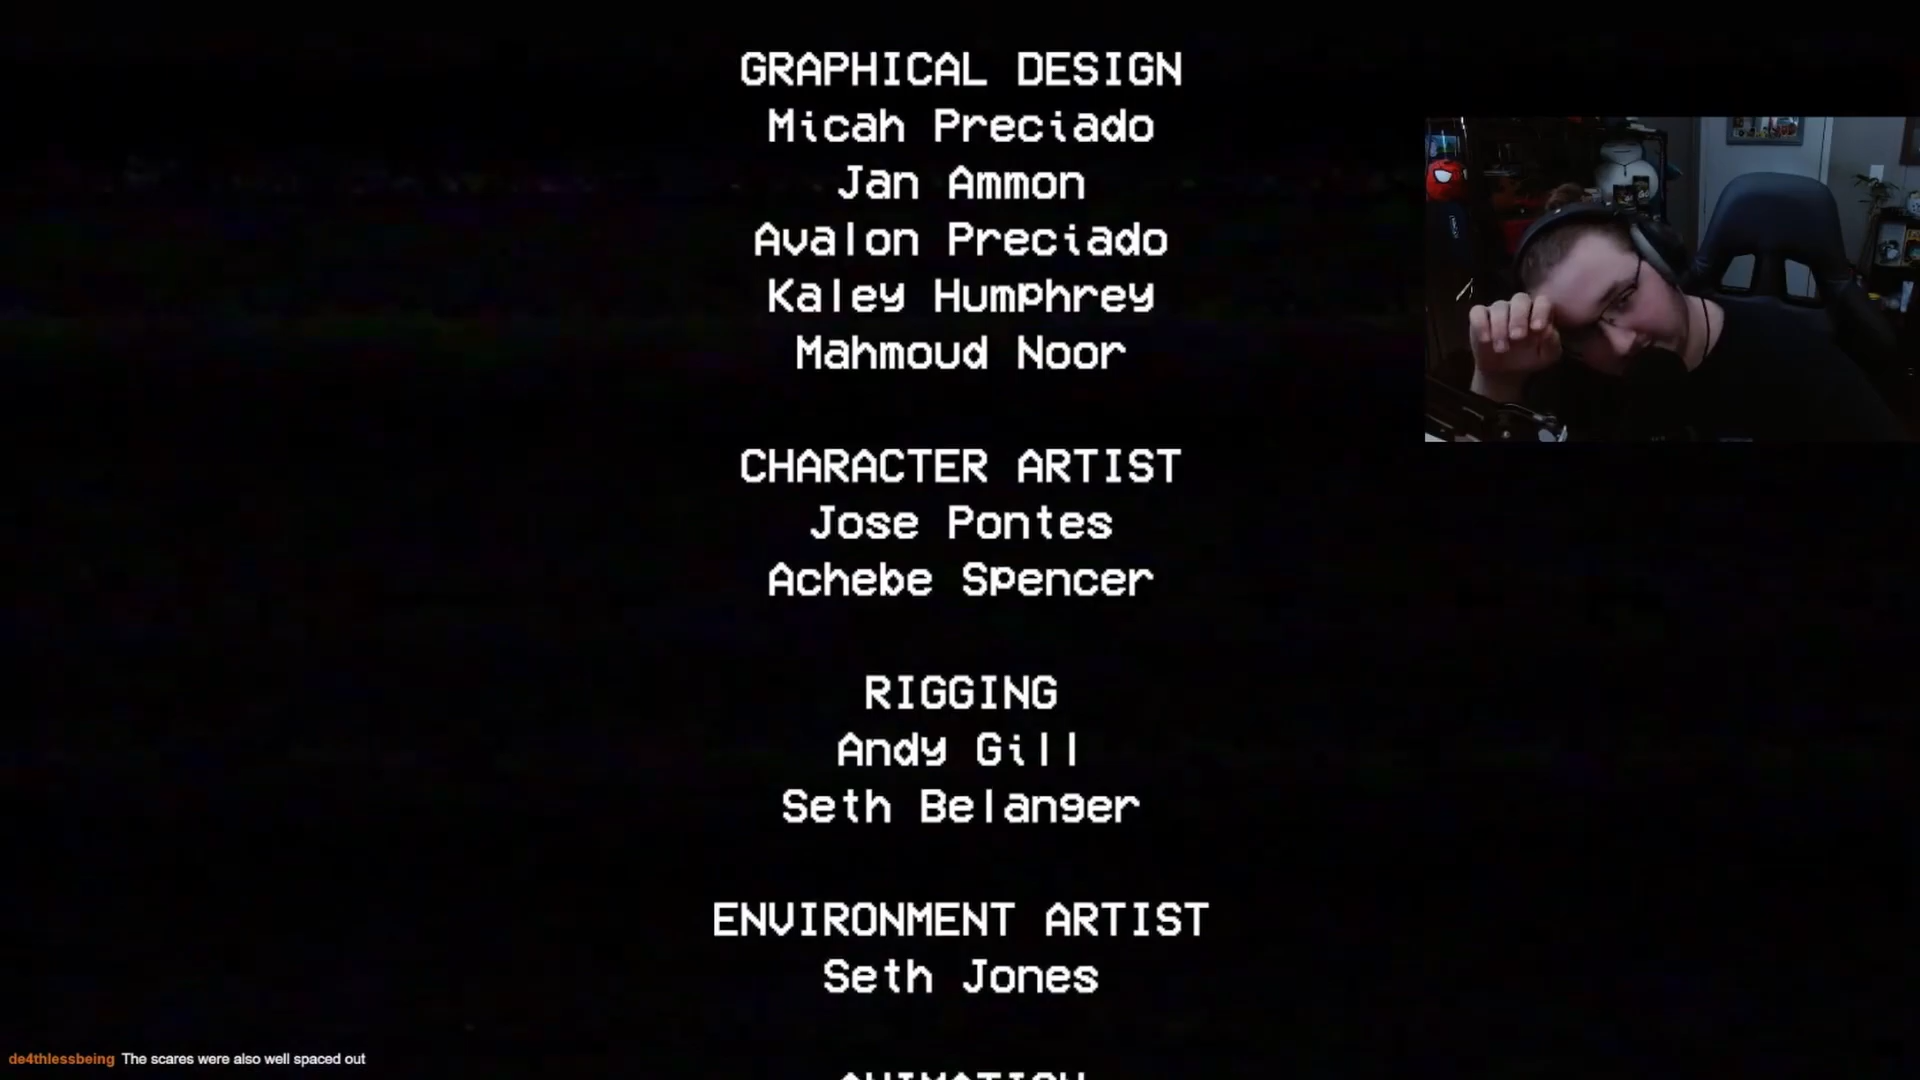 GRAPHICAL DESIGN
Micah Preciado
Jan Ammon
Avalon Preciado
Kaley Humphrey
Mahmoud Noor
CHARACTER ARTIST
Jose Pontes
Achebe Spencer
RIGGING
Andy Gill
Seth Belanger
ENVIRONMENT ARTIST
Seth Jones
ANIMATION
de4thlessbeing The scares were also well spaced out